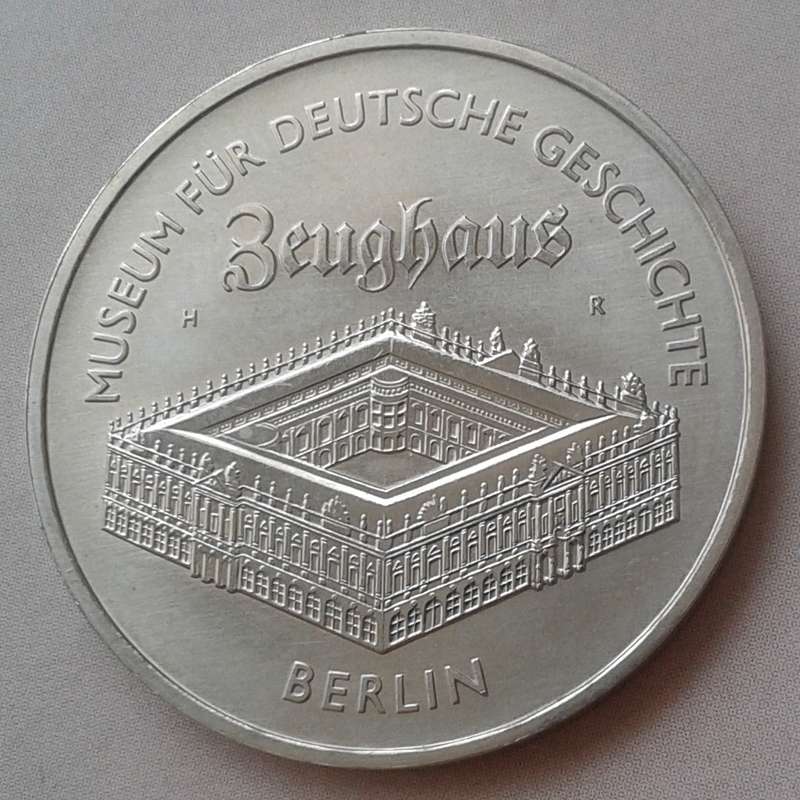 MUSEUM FÜR DEUTSCHE GESCHICHTE
Zeughaus
H R
BERLIN